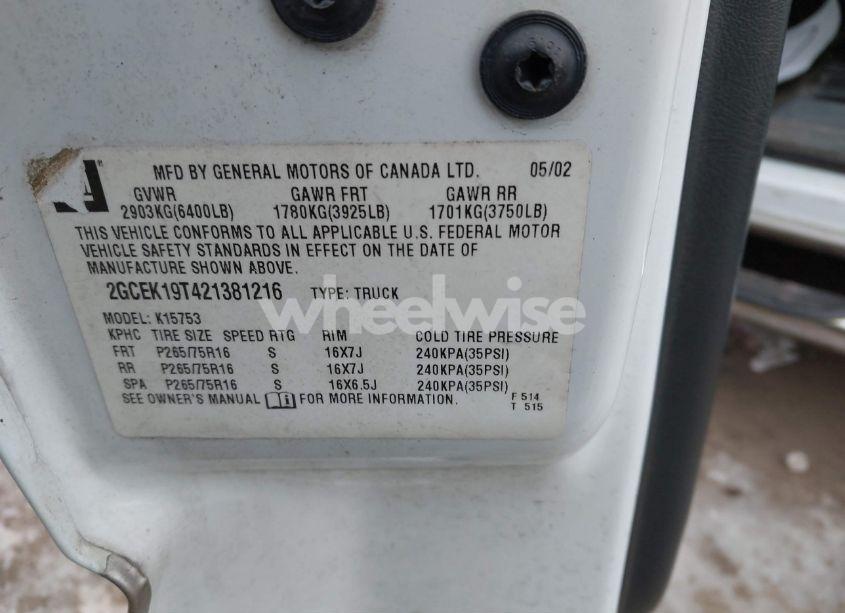 MFD BY GENERAL MOTORS OF CANADA LTD. 05/02
GVWR GAWR FRT GAWR RR
2903KG(6400LB) 1780KG(3925LB) 1701KG(3750LB)
THIS VEHICLE CONFORMS TO ALL APPLICABLE U.S. FEDERAL MOTOR
VEHICLE SAFETY STANDARDS IN EFFECT ON THE DATE OF
MANUFACTURE SHOWN ABOVE.
2GCEK19T421381216 TYPE: TRUCK
wheelwise
MODEL: K15753
KPHC TIRE SIZE SPEED RTG RIM COLD TIRE PRESSURE
FRT P265/75R16 S 16X7J 240KPA(35PSI)
RR P265/75R16 S 16X7J 240KPA(35PSI)
SPA P265/75R16 S 16X6.5J 240KPA(35PSI)
SEE OWNER'S MANUAL FOR MORE INFORMATION. F 514
T 515